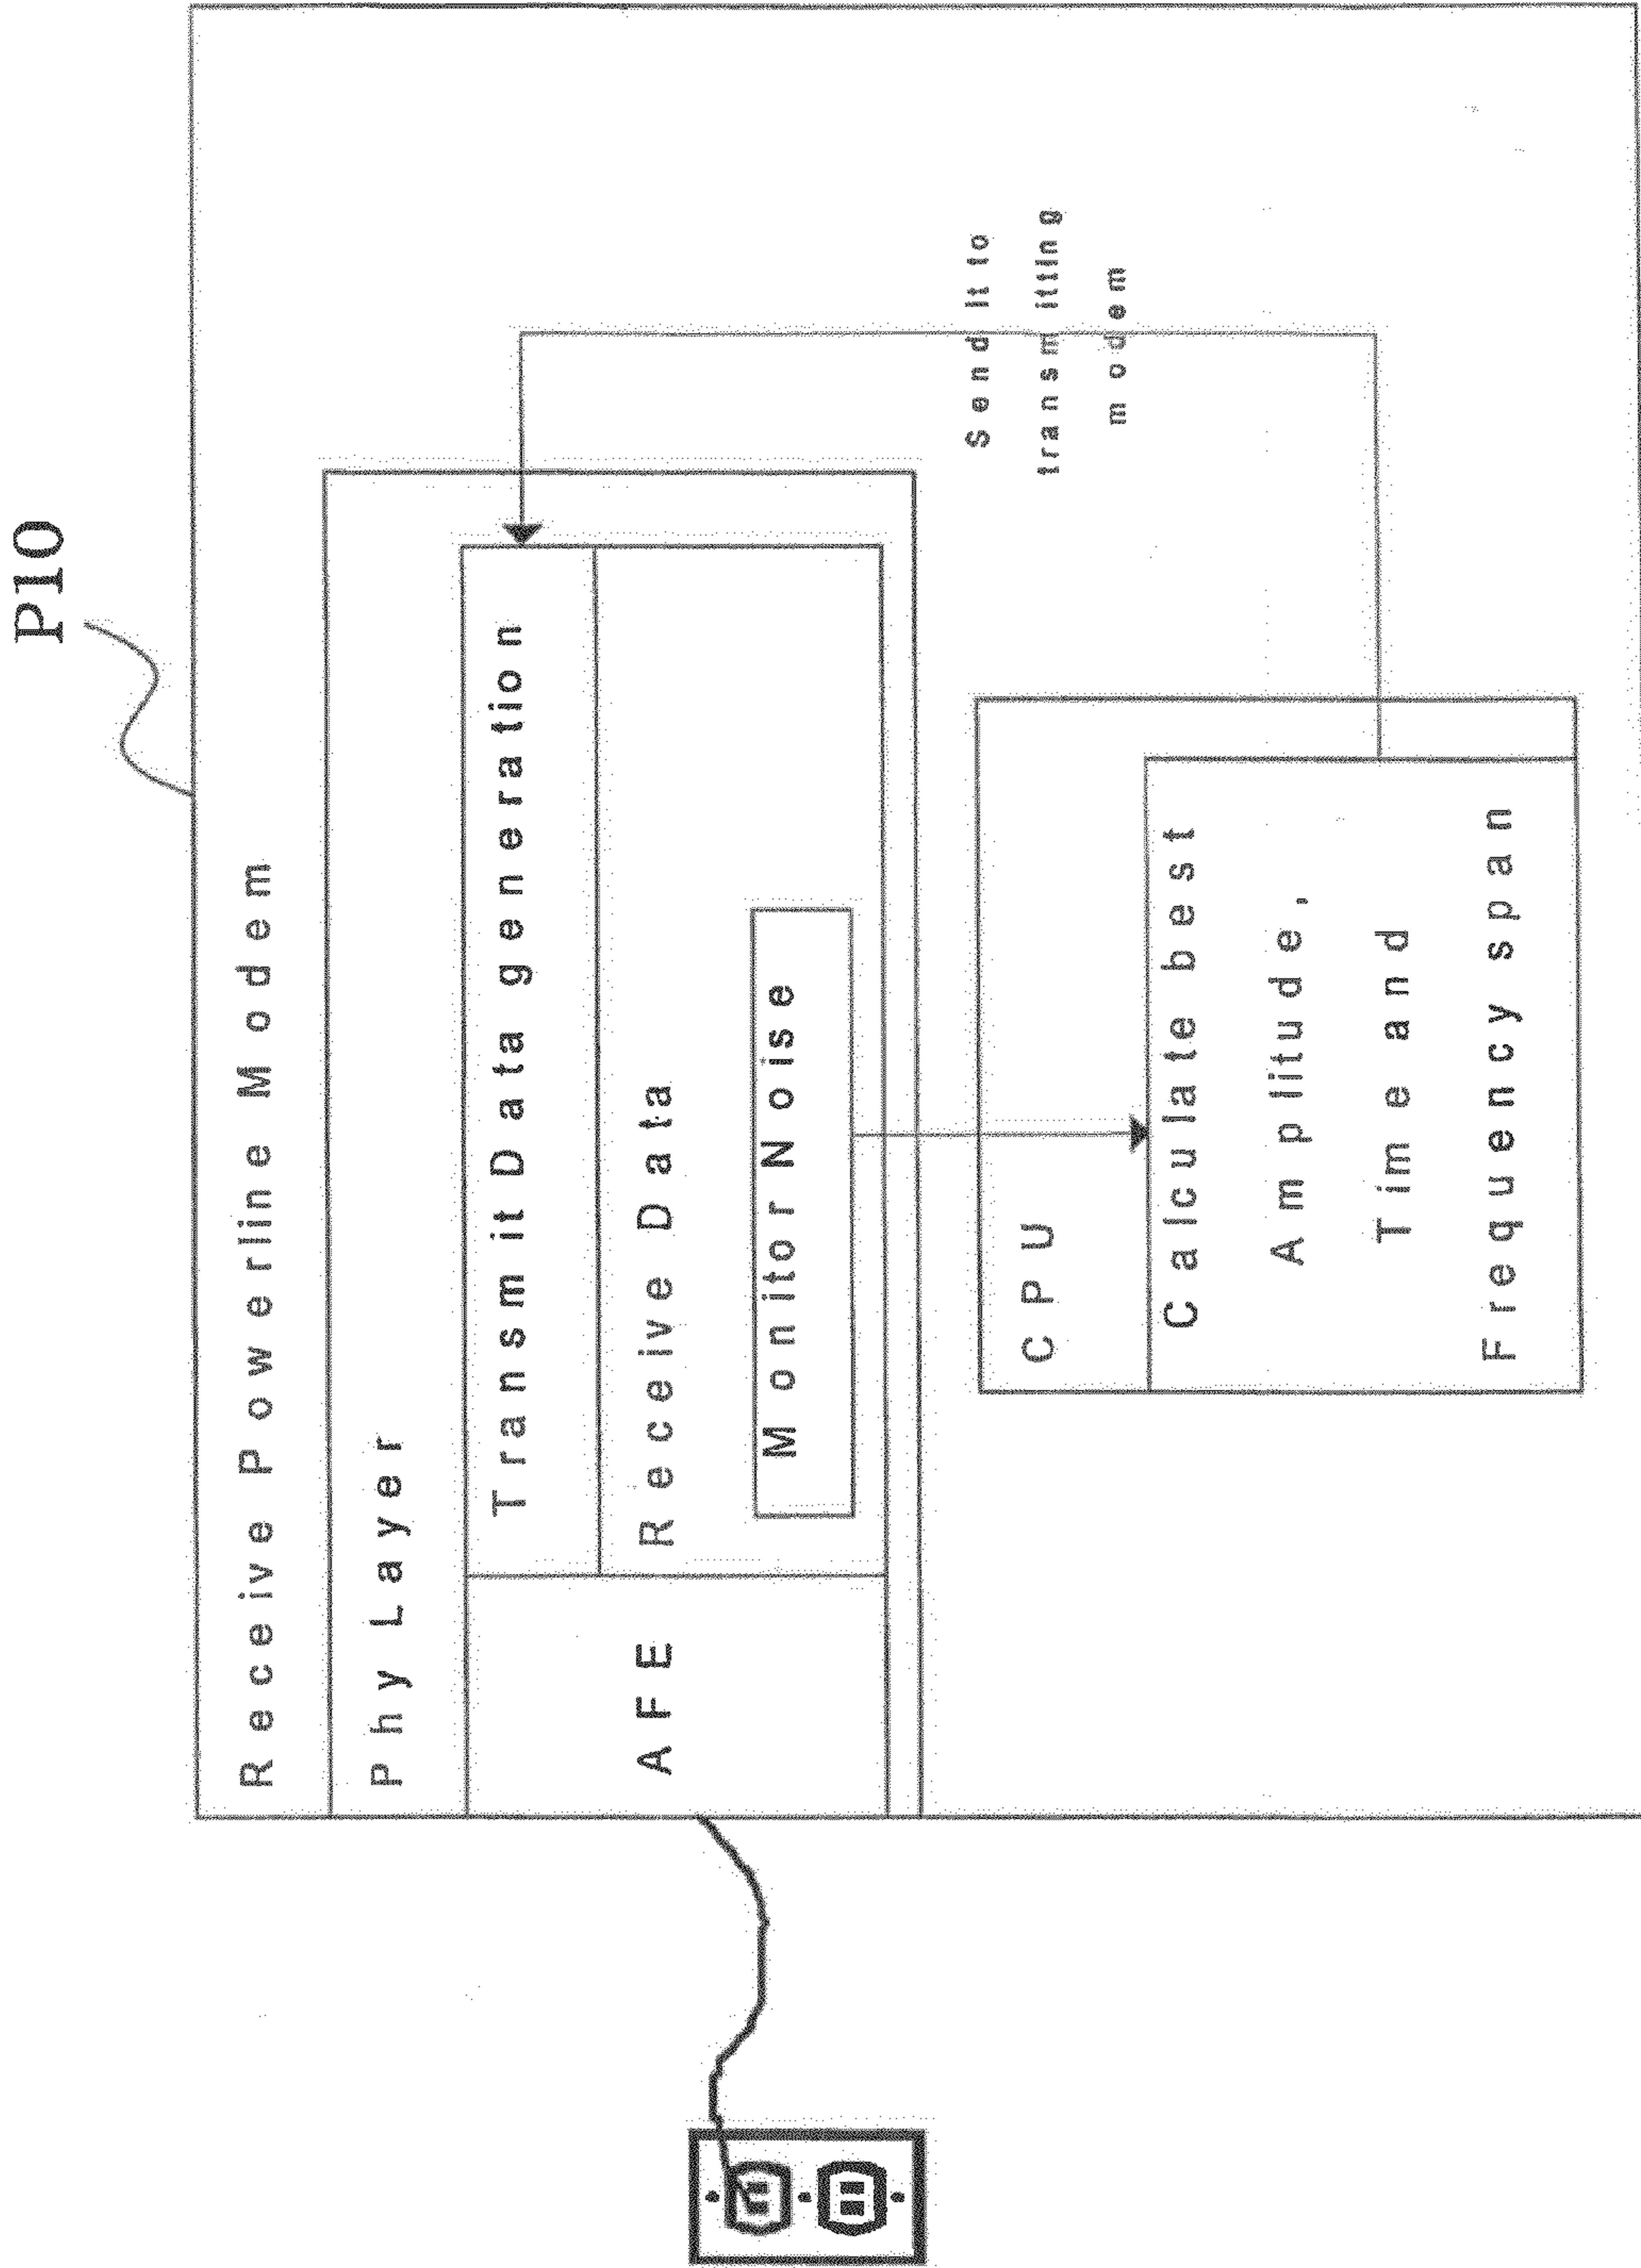 P10
Receive Powerline Modem
Phy Layer
Transmit Data generation
AFE
Receive Data
Monitor Noise
Send It to
transmitting
modem
CPU
Calculate best
Amplitude,
Time and
Frequency span